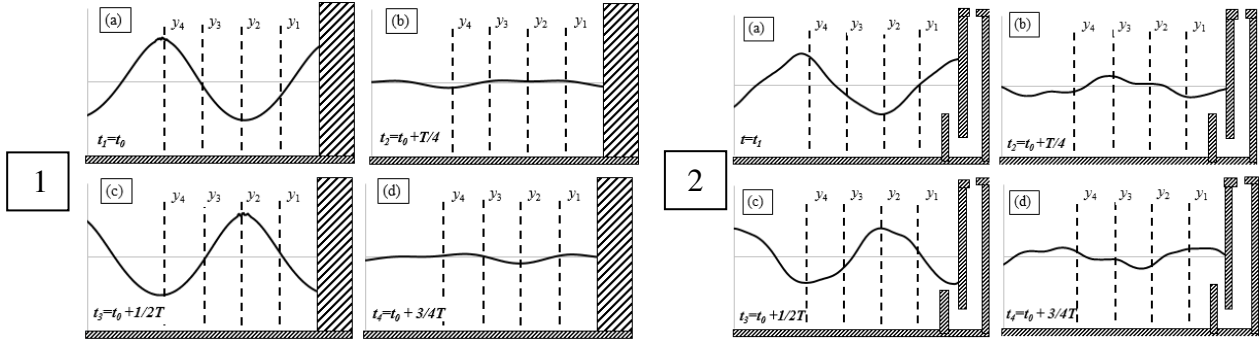 1
(a)
y4 y3 y2 y1
t1=t0
(b)
y4 y3 y2 y1
t2=t0+T/4
(c)
y4 y3 y2 y1
t3=t0+1/2T
(d)
y4 y3 y2 y1
t4=t0 + 3/4T
2
(a)
y4 y3 y2 y1
t=t1
(b)
y4 y3 y2 y1
t2=t0+T/4
(c)
y4 y3 y2 y1
t3=t0+1/2T
(d)
y4 y3 y2 y1
t4=t0 + 3/4T